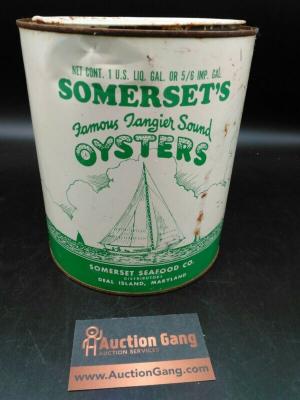 NET CONT. 1 U.S. LIQ. GAL. OR 5/6 IMP. GAL.
SOMERSET'S
Famous Tangier Sound
OYSTERS
SOMERSET SEAFOOD CO.
DISTRIBUTORS
DEAL ISLAND, MARYLAND
Auction Gang
AUCTION SERVICES
www.AuctionGang.com